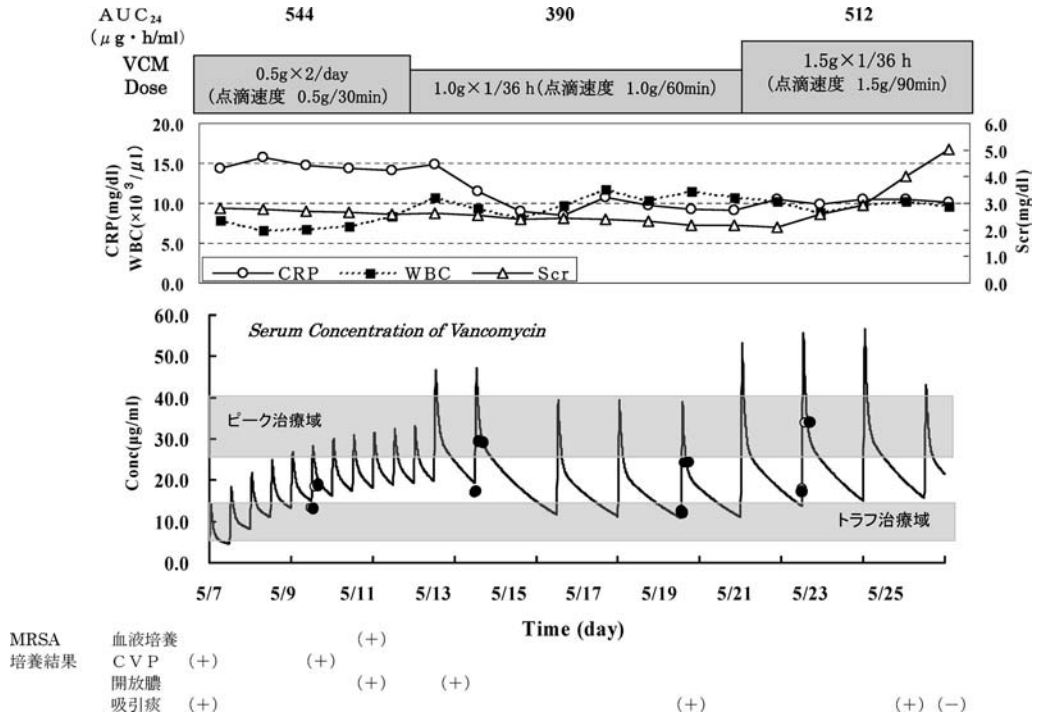 AUC₂₄ 544 390 512
(μg・h/ml)
VCM
Dose
0.5g×2/day
(点滴速度 0.5g/30min)
1.0g×1/36 h(点滴速度 1.0g/60min)
1.5g×1/36 h
(点滴速度 1.5g/90min)
CRP(mg/dl)
WBC(×10³/μl)
20.0
15.0
10.0
5.0
0.0
CRP WBC Scr
6.0
5.0
4.0
3.0
2.0
1.0
0.0
Scr(mg/dl)
Serum Concentration of Vancomycin
Conc(μg/ml)
60.0
50.0
40.0
30.0
20.0
10.0
0.0
ピーク治療域
トラフ治療域
5/7 5/9 5/11 5/13 5/15 5/17 5/19 5/21 5/23 5/25
Time (day)
MRSA 血液培養 (+)
培養結果 CVP (+) (+)
開放膿 (+) (+)
吸引痰 (+) (+) (+) (−)